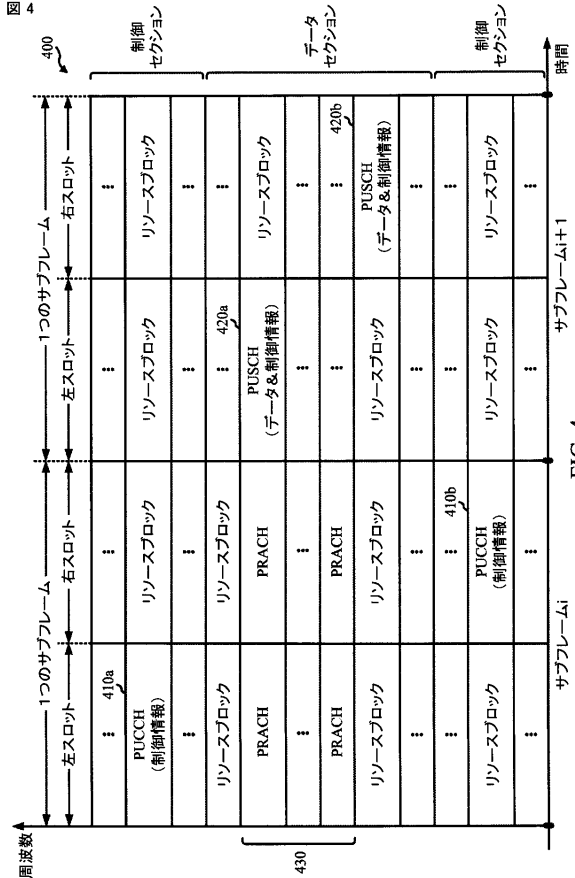 図 4
400
周波数
1つのサブフレーム
1つのサブフレーム
左スロット
右スロット
左スロット
右スロット
制御
セクション
データ
セクション
制御
セクション
410a
⋮
⋮
⋮
⋮
PUCCH
(制御情報)
リソースブロック
リソースブロック
リソースブロック
⋮
⋮
⋮
⋮
420a
リソースブロック
リソースブロック
⋮
⋮
PRACH
PRACH
PUSCH
(データ&制御情報)
リソースブロック
⋮
⋮
⋮
⋮
430
420b
PRACH
PRACH
⋮
⋮
リソースブロック
リソースブロック
リソースブロック
PUSCH
(データ&制御情報)
⋮
⋮
⋮
⋮
410b
⋮
⋮
⋮
⋮
リソースブロック
PUCCH
(制御情報)
リソースブロック
リソースブロック
⋮
⋮
⋮
⋮
サブフレームi
サブフレームi+1
時間
FIG. 4